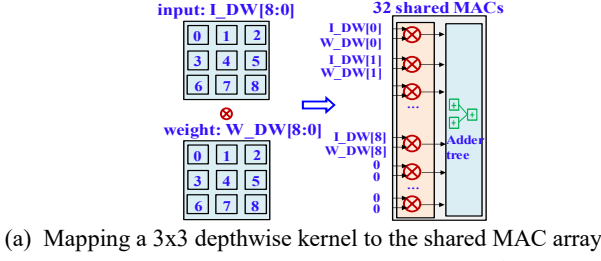 input: I_DW[8:0]
0 1 2
3 4 5
6 7 8
weight: W_DW[8:0]
0 1 2
3 4 5
6 7 8
32 shared MACs
I_DW[0]
W_DW[0]
I_DW[1]
W_DW[1]
...
I_DW[8]
W_DW[8]
0
0
...
0
0
Adder
tree
(a) Mapping a 3x3 depthwise kernel to the shared MAC array